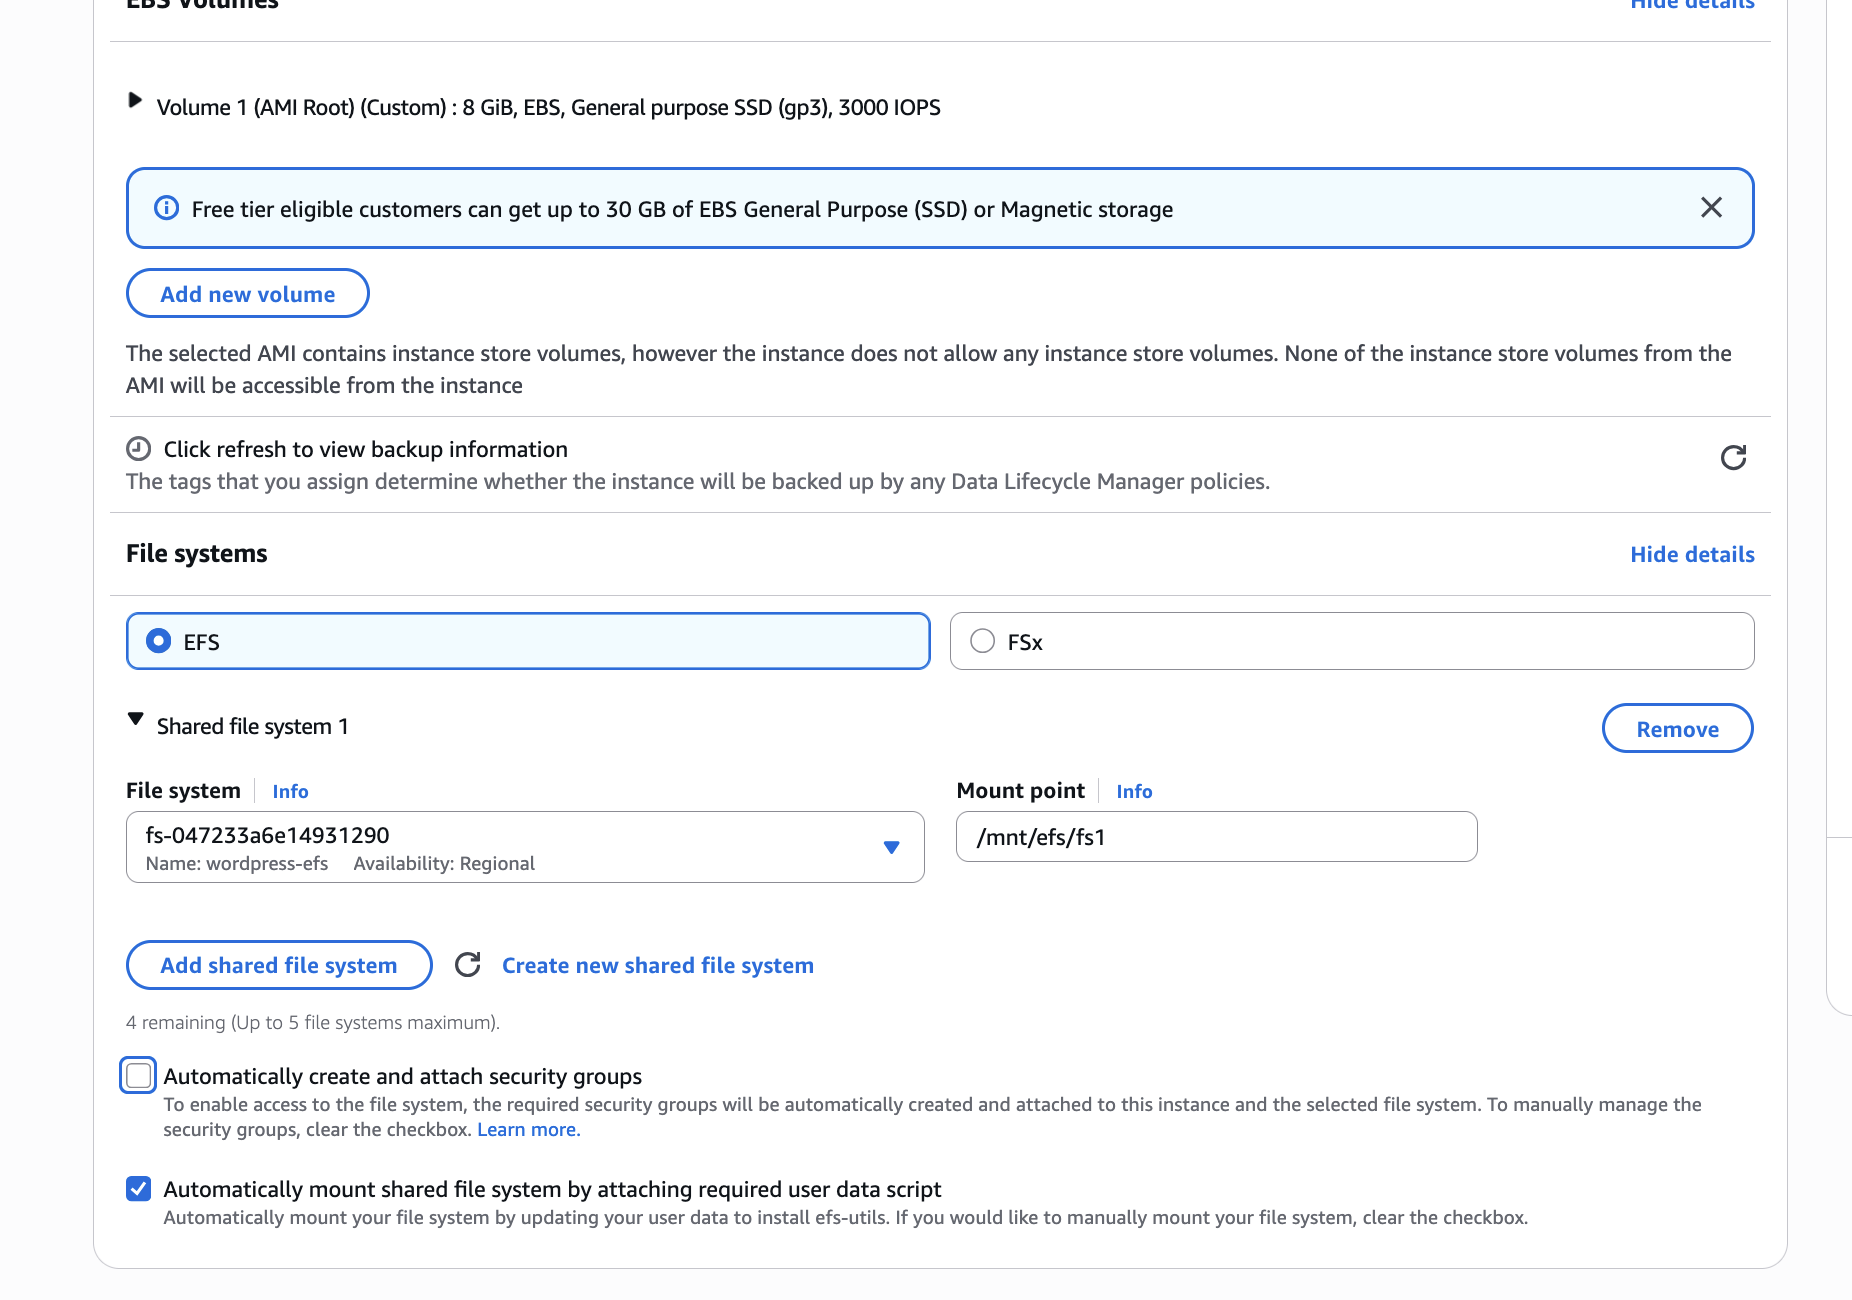 EBS Volumes
Hide details
Volume 1 (AMI Root) (Custom) : 8 GiB, EBS, General purpose SSD (gp3), 3000 IOPS
Free tier eligible customers can get up to 30 GB of EBS General Purpose (SSD) or Magnetic storage
Add new volume
The selected AMI contains instance store volumes, however the instance does not allow any instance store volumes. None of the instance store volumes from the
AMI will be accessible from the instance
Click refresh to view backup information
The tags that you assign determine whether the instance will be backed up by any Data Lifecycle Manager policies.
File systems
Hide details
EFS
FSx
Shared file system 1
Remove
File system
Info
Mount point
Info
fs-047233a6e14931290
Name: wordpress-efs Availability: Regional
/mnt/efs/fs1
Add shared file system
Create new shared file system
4 remaining (Up to 5 file systems maximum).
Automatically create and attach security groups
To enable access to the file system, the required security groups will be automatically created and attached to this instance and the selected file system. To manually manage the
security groups, clear the checkbox. Learn more.
Automatically mount shared file system by attaching required user data script
Automatically mount your file system by updating your user data to install efs-utils. If you would like to manually mount your file system, clear the checkbox.